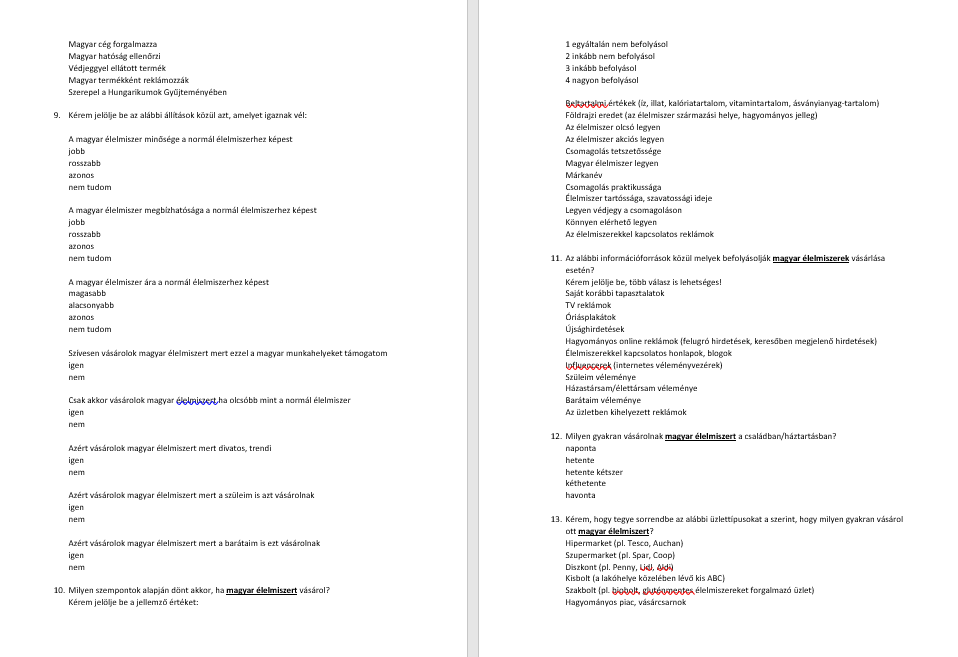 Magyar cég forgalmazza
Magyar hatóság ellenőrzi
Védjeggyel ellátott termék
Magyar termékként reklámozzák
Szerepel a Hungarikumok Gyűjteményében
9. Kérem jelölje be az alábbi állítások közül azt, amelyet igaznak vél:
A magyar élelmiszer minősége a normál élelmiszerhez képest
jobb
rosszabb
azonos
nem tudom
A magyar élelmiszer megbízhatósága a normál élelmiszerhez képest
jobb
rosszabb
azonos
nem tudom
A magyar élelmiszer ára a normál élelmiszerhez képest
magasabb
alacsonyabb
azonos
nem tudom
Szívesen vásárolok magyar élelmiszert mert ezzel a magyar munkahelyeket támogatom
igen
nem
Csak akkor vásárolok magyar élelmiszert ha olcsóbb mint a normál élelmiszer
igen
nem
Azért vásárolok magyar élelmiszert mert divatos, trendi
igen
nem
Azért vásárolok magyar élelmiszert mert a szüleim is azt vásárolnak
igen
nem
Azért vásárolok magyar élelmiszert mert a barátaim is ezt vásárolnak
igen
nem
10. Milyen szempontok alapján dönt akkor, ha magyar élelmiszert vásárol?
Kérem jelölje be a jellemző értéket:
1 egyáltalán nem befolyásol
2 inkább nem befolyásol
3 inkább befolyásol
4 nagyon befolyásol
Beltartalmi értékek (íz, illat, kalóriatartalom, vitamintartalom, ásványianyag-tartalom)
Földrajzi eredet (az élelmiszer származási helye, hagyományos jelleg)
Az élelmiszer olcsó legyen
Az élelmiszer akciós legyen
Csomagolás tetszetőssége
Magyar élelmiszer legyen
Márkanév
Csomagolás praktikussága
Élelmiszer tartóssága, szavatossági ideje
Legyen védjegy a csomagoláson
Könnyen elérhető legyen
Az élelmiszerekkel kapcsolatos reklámok
11. Az alábbi információforrások közül melyek befolyásolják magyar élelmiszerek vásárlása
esetén?
Kérem jelölje be, több válasz is lehetséges!
Saját korábbi tapasztalatok
TV reklámok
Óriásplakátok
Újsághirdetések
Hagyományos online reklámok (felugró hirdetések, keresőben megjelenő hirdetések)
Élelmiszerekkel kapcsolatos honlapok, blogok
Influencerek (internetes véleményvezérek)
Szüleim véleménye
Házastársam/élettársam véleménye
Barátaim véleménye
Az üzletben kihelyezett reklámok
12. Milyen gyakran vásárolnak magyar élelmiszert a családban/háztartásban?
naponta
hetente
hetente kétszer
kéthetente
havonta
13. Kérem, hogy tegye sorrendbe az alábbi üzlettípusokat a szerint, hogy milyen gyakran vásárol
ott magyar élelmiszert?
Hipermarket (pl. Tesco, Auchan)
Szupermarket (pl. Spar, Coop)
Diszkont (pl. Penny, Lidl, Aldi)
Kisbolt (a lakóhelye közelében lévő kis ABC)
Szakbolt (pl. biobolt, gluténmentes élelmiszereket forgalmazó üzlet)
Hagyományos piac, vásárcsarnok